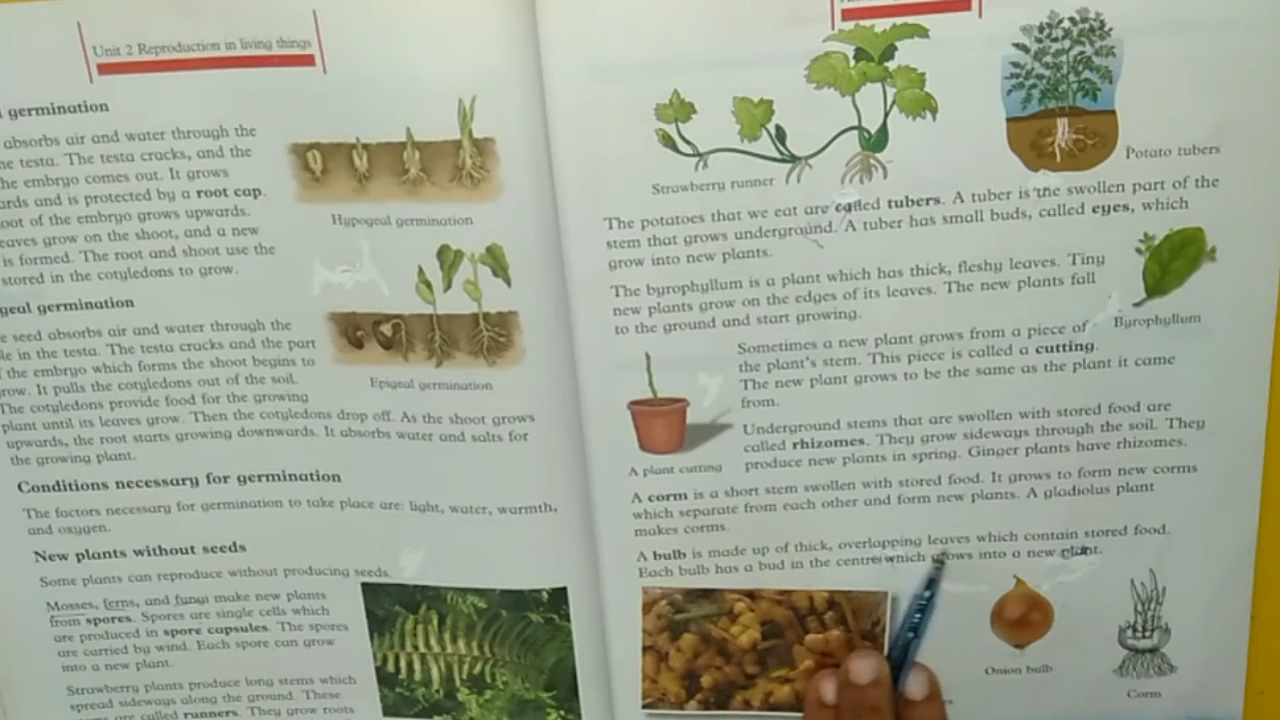 Unit 2 Reproduction in living things
germination
absorbs air and water through the
testa. The testa cracks, and the
embryo comes out. It grows
and is protected by a root cap.
of the embryo grows upwards.
grow on the shoot, and a new
is formed. The root and shoot use the
stored in the cotyledons to grow.
Hypogeal germination
germination
seed absorbs air and water through the
in the testa. The testa cracks and the part
the embryo which forms the shoot begins to
It pulls the cotyledons out of the soil.
The cotyledons provide food for the growing
plant until its leaves grow. Then the cotyledons drop off. As the shoot grows
upwards, the root starts growing downwards. It absorbs water and salts for
the growing plant.
Epigeal germination
Conditions necessary for germination
The factors necessary for germination to take place are: light, water, warmth,
and oxygen.
New plants without seeds
Some plants can reproduce without producing seeds.
Mosses, ferns, and fungi make new plants
from spores. Spores are single cells which
are produced in spore capsules. The spores
are carried by wind. Each spore can grow
into a new plant.
Strawberry plants produce long stems which
spread sideways along the ground. These
are called runners. They grow roots
Strawberry runner
Potato tubers
The potatoes that we eat are called tubers. A tuber is the swollen part of the
stem that grows underground. A tuber has small buds, called eyes, which
grow into new plants.
The byrophyllum is a plant which has thick, fleshy leaves. Tiny
new plants grow on the edges of its leaves. The new plants fall
to the ground and start growing.
Byrophyllum
Sometimes a new plant grows from a piece of
the plant's stem. This piece is called a cutting.
The new plant grows to be the same as the plant it came
from.
A plant cutting
Underground stems that are swollen with stored food are
called rhizomes. They grow sideways through the soil. They
produce new plants in spring. Ginger plants have rhizomes.
A corm is a short stem swollen with stored food. It grows to form new corms
which separate from each other and form new plants. A gladiolus plant
makes corms.
A bulb is made up of thick, overlapping leaves which contain stored food.
Each bulb has a bud in the centre which grows into a new plant.
Onion bulb
Corm